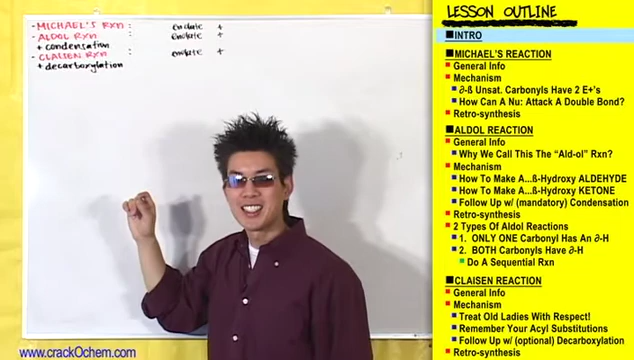 - MICHAEL'S RXN : enolate +
- ALDOL RXN : enolate +
+ condensation
- CLAISEN RXN : enolate +
+ decarboxylation
www.crackOchem.com
LESSON OUTLINE
INTRO
MICHAEL'S REACTION
General Info
Mechanism
∂-ß Unsat. Carbonyls Have 2 E+'s
How Can A Nu: Attack A Double Bond?
Retro-synthesis
ALDOL REACTION
General Info
Why We Call This The “Ald-ol” Rxn?
Mechanism
How To Make A...ß-Hydroxy ALDEHYDE
How To Make A...ß-Hydroxy KETONE
Follow Up w/ (mandatory) Condensation
Retro-synthesis
2 Types Of Aldol Reactions
1. ONLY ONE Carbonyl Has An ∂-H
2. BOTH Carbonyls Have ∂-H
Do A Sequential Rxn
CLAISEN REACTION
General Info
Mechanism
Treat Old Ladies With Respect!
Remember Your Acyl Substitutions
Follow Up w/ (optional) Decarboxylation
Retro-synthesis